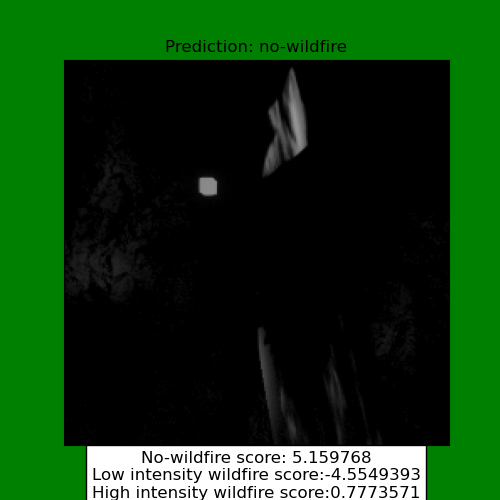 Prediction: no-wildfire
No-wildfire score: 5.159768
Low intensity wildfire score:-4.5549393
High intensity wildfire score:0.7773571